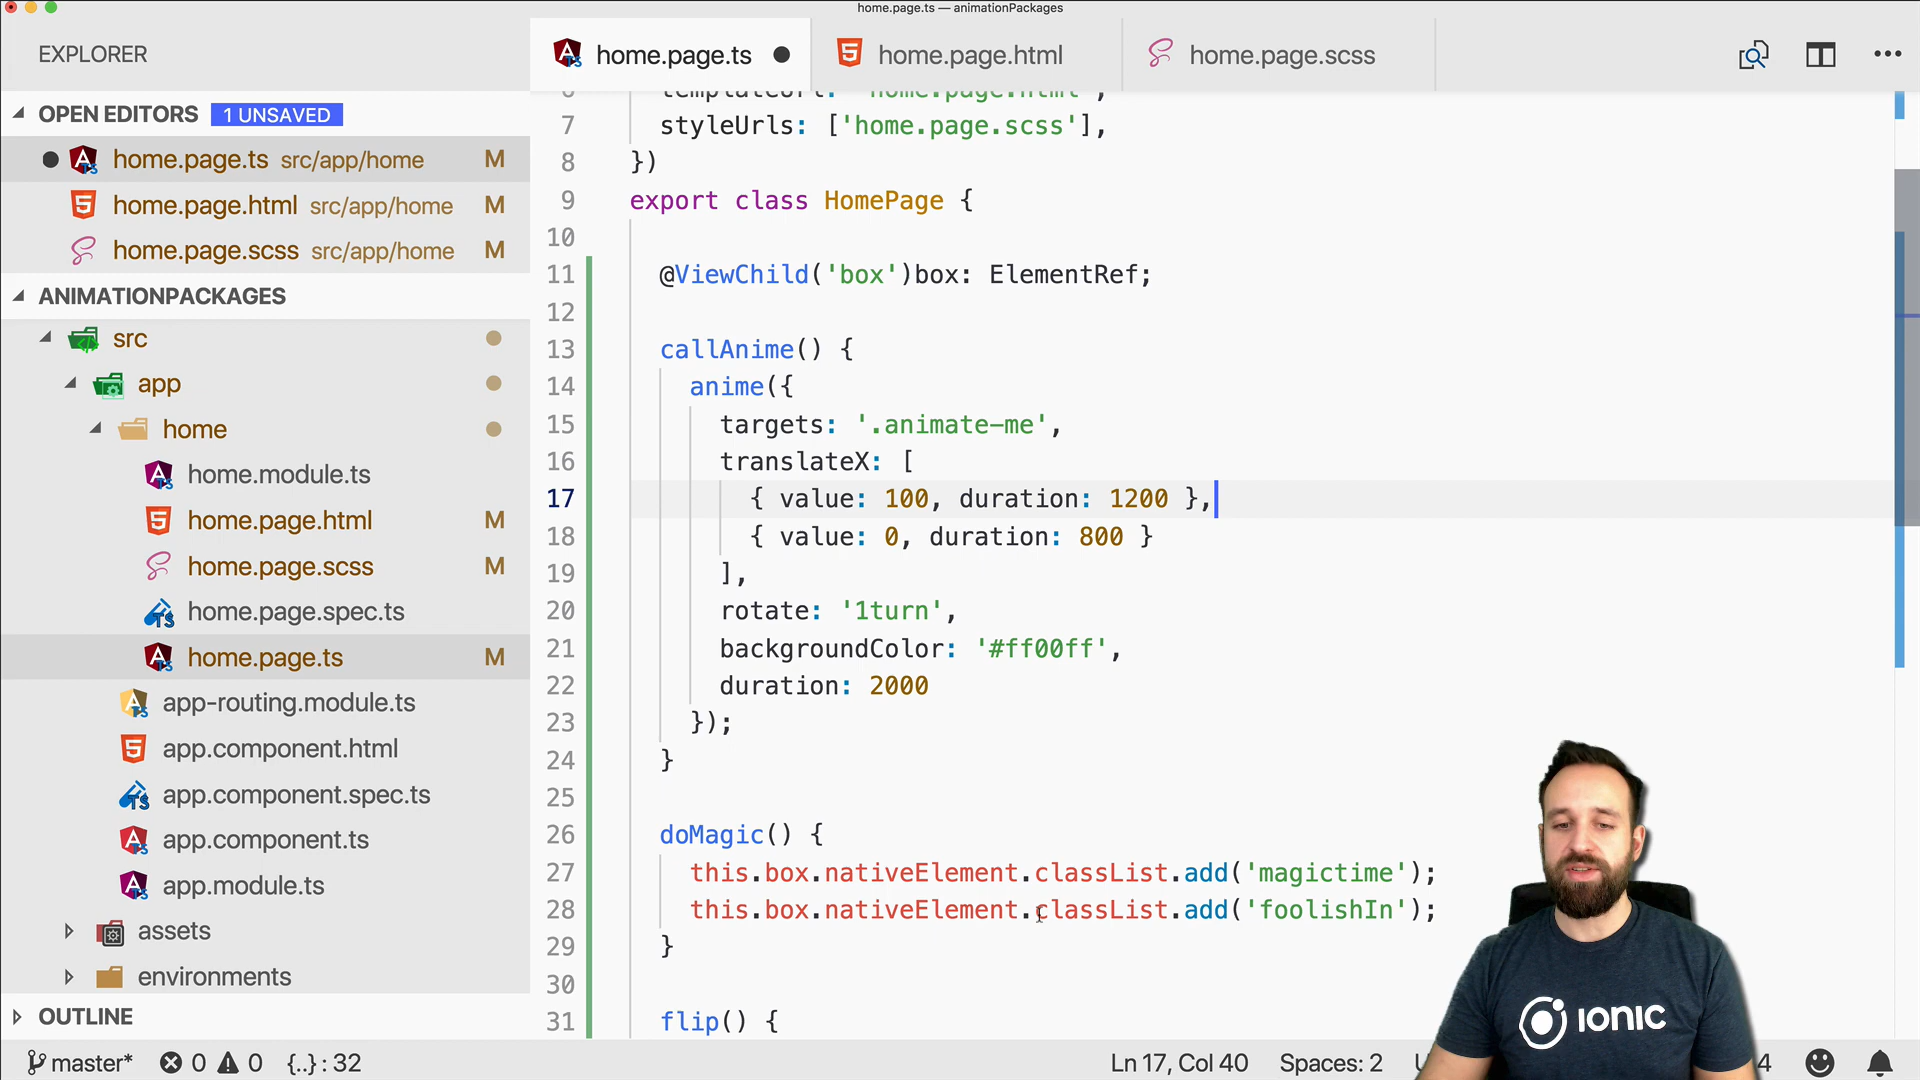 home.page.ts — animationPackages
EXPLORER
home.page.ts
home.page.html
home.page.scss
OPEN EDITORS 1 UNSAVED
home.page.ts src/app/home M
home.page.html src/app/home M
home.page.scss src/app/home M
ANIMATIONPACKAGES
src
app
home
home.module.ts
home.page.html M
home.page.scss M
home.page.spec.ts
home.page.ts M
app-routing.module.ts
app.component.html
app.component.spec.ts
app.component.ts
app.module.ts
assets
environments
OUTLINE
6 templateUrl: 'home.page.html',
7 styleUrls: ['home.page.scss'],
8 })
9 export class HomePage {
10
11 @ViewChild('box')box: ElementRef;
12
13 callAnime() {
14 anime({
15 targets: '.animate-me',
16 translateX: [
17 { value: 100, duration: 1200 },
18 { value: 0, duration: 800 }
19 ],
20 rotate: '1turn',
21 backgroundColor: '#ff00ff',
22 duration: 2000
23 });
24 }
25
26 doMagic() {
27 this.box.nativeElement.classList.add('magictime');
28 this.box.nativeElement.classList.add('foolishIn');
29 }
30
31 flip() {
IONIC
master* 0 0 {..} : 32 Ln 17, Col 40 Spaces: 2